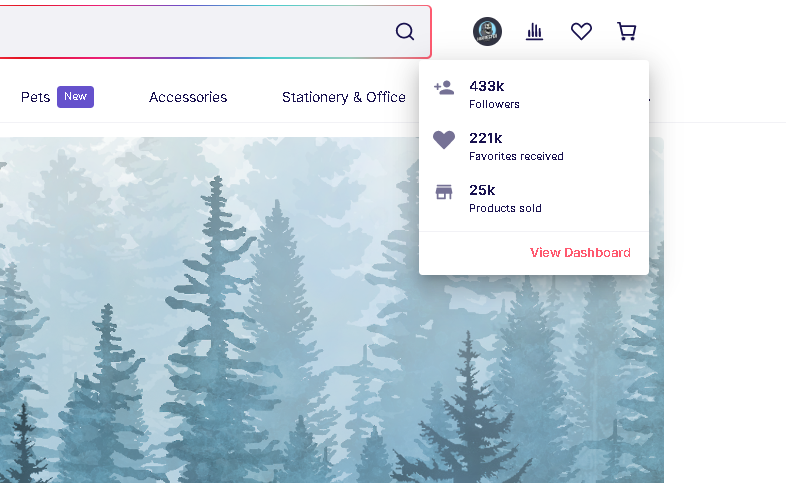 Pets New Accessories Stationery & Office
433k
Followers
221k
Favorites received
25k
Products sold
View Dashboard